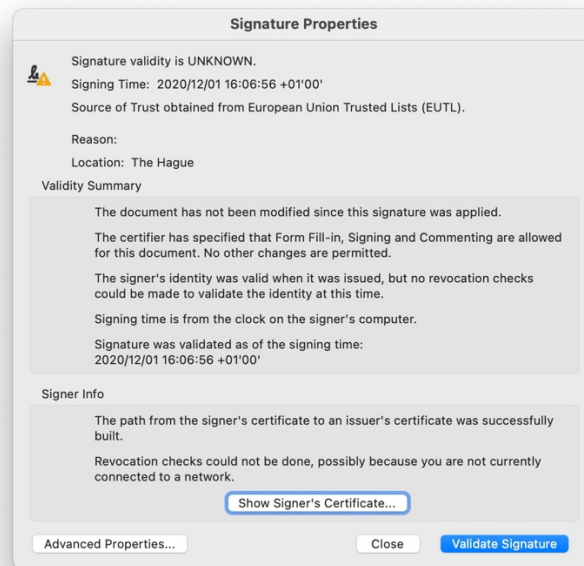 Signature Properties
Signature validity is UNKNOWN.
Signing Time: 2020/12/01 16:06:56 +01'00'
Source of Trust obtained from European Union Trusted Lists (EUTL).
Reason:
Location: The Hague
Validity Summary
The document has not been modified since this signature was applied.
The certifier has specified that Form Fill-in, Signing and Commenting are allowed
for this document. No other changes are permitted.
The signer's identity was valid when it was issued, but no revocation checks
could be made to validate the identity at this time.
Signing time is from the clock on the signer's computer.
Signature was validated as of the signing time:
2020/12/01 16:06:56 +01'00'
Signer Info
The path from the signer's certificate to an issuer's certificate was successfully
built.
Revocation checks could not be done, possibly because you are not currently
connected to a network.
Show Signer's Certificate...
Advanced Properties...
Close
Validate Signature